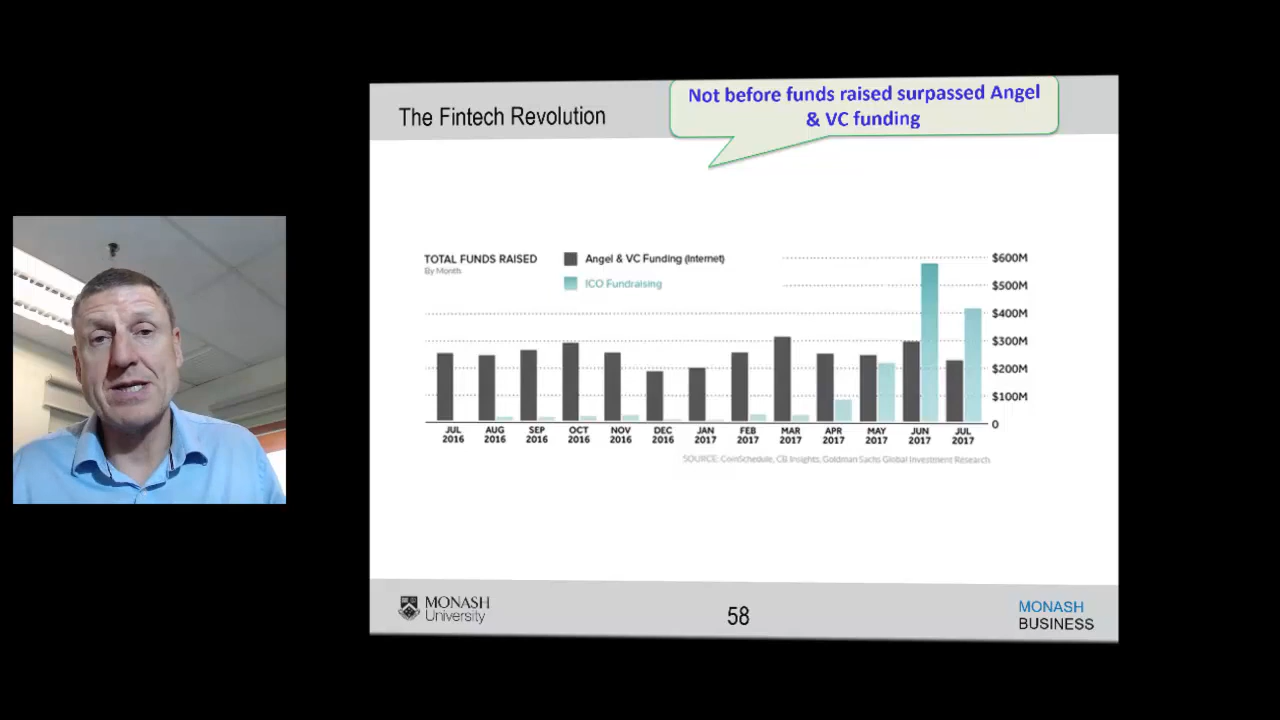 The Fintech Revolution
Not before funds raised surpassed Angel
& VC funding
TOTAL FUNDS RAISED
By Month
Angel & VC Funding (Internet)
ICO Fundraising
$600M
$500M
$400M
$300M
$200M
$100M
0
JUL AUG SEP OCT NOV DEC JAN FEB MAR APR MAY JUN JUL
2016 2016 2016 2016 2016 2016 2017 2017 2017 2017 2017 2017 2017
SOURCE: CoinSchedule, CB Insights, Goldman Sachs Global Investment Research
MONASH
University
58
MONASH
BUSINESS